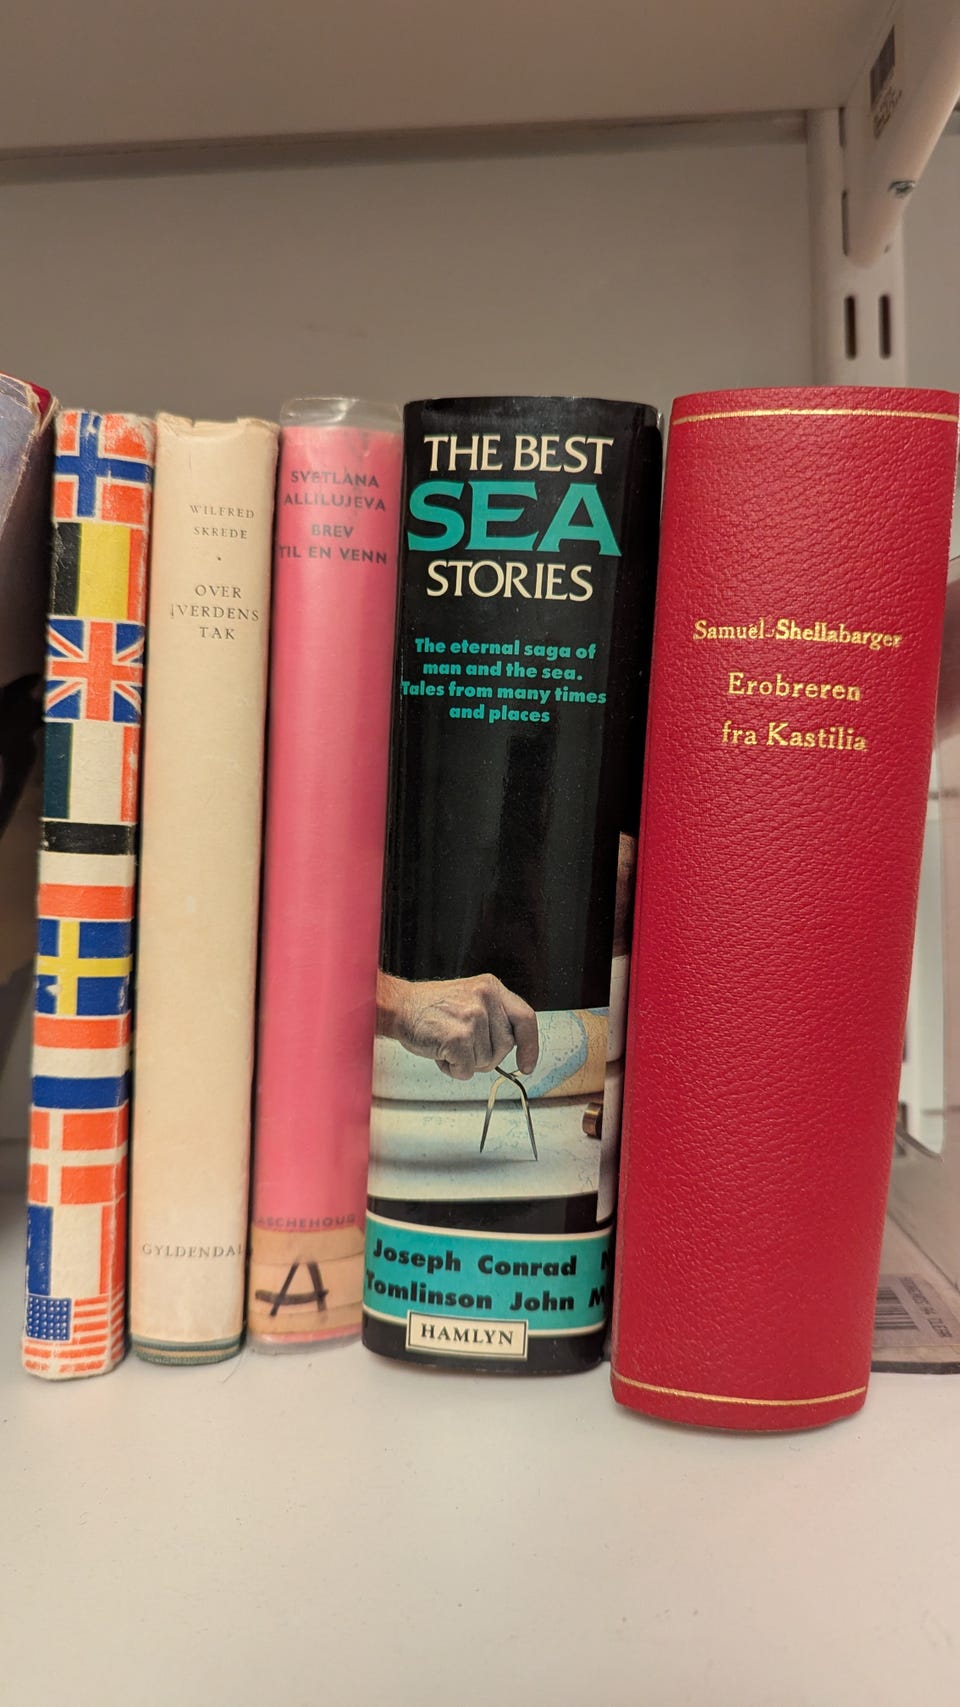 WILFRED
SKREDE
OVER
VERDENS
TAK
GYLDENDAL
SVETLANA
ALLILUJEVA
BREV
TIL EN VENN
ASCHEHOUG
A
THE BEST
SEA
STORIES
The eternal saga of
man and the sea.
Tales from many times
and places
Joseph Conrad
Tomlinson John
HAMLYN
Samuel Shellabarger
Erobreren
fra Kastilia